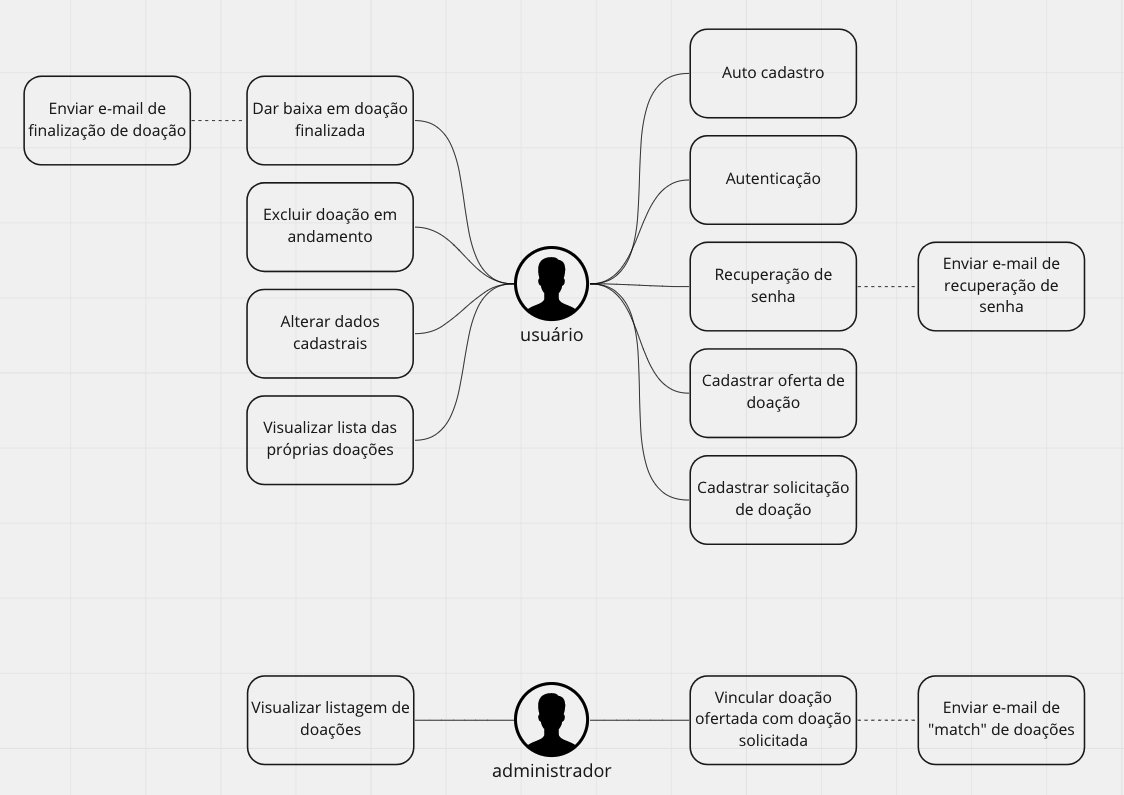 Enviar e-mail de
finalização de doação
Dar baixa em doação
finalizada
Excluir doação em
andamento
Alterar dados
cadastrais
Visualizar lista das
próprias doações
usuário
Auto cadastro
Autenticação
Recuperação de
senha
Enviar e-mail de
recuperação de
senha
Cadastrar oferta de
doação
Cadastrar solicitação
de doação
Visualizar listagem de
doações
administrador
Vincular doação
ofertada com doação
solicitada
Enviar e-mail de
"match" de doações